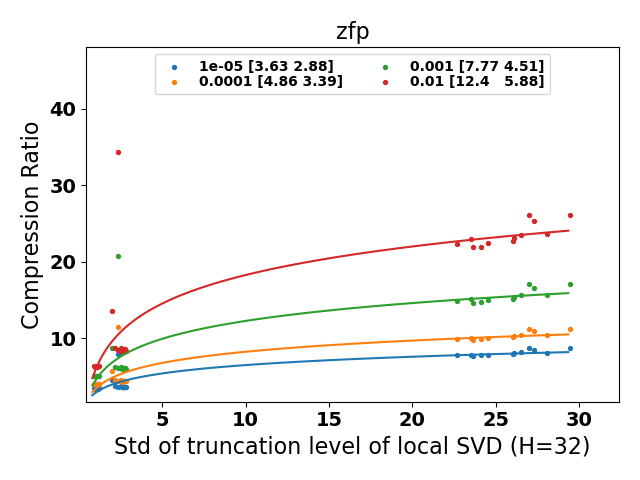 zfp
1e-05 [3.63 2.88]
0.0001 [4.86 3.39]
0.001 [7.77 4.51]
0.01 [12.4   5.88]
Compression Ratio
40
30
20
10
5
10
15
20
25
30
Std of truncation level of local SVD (H=32)